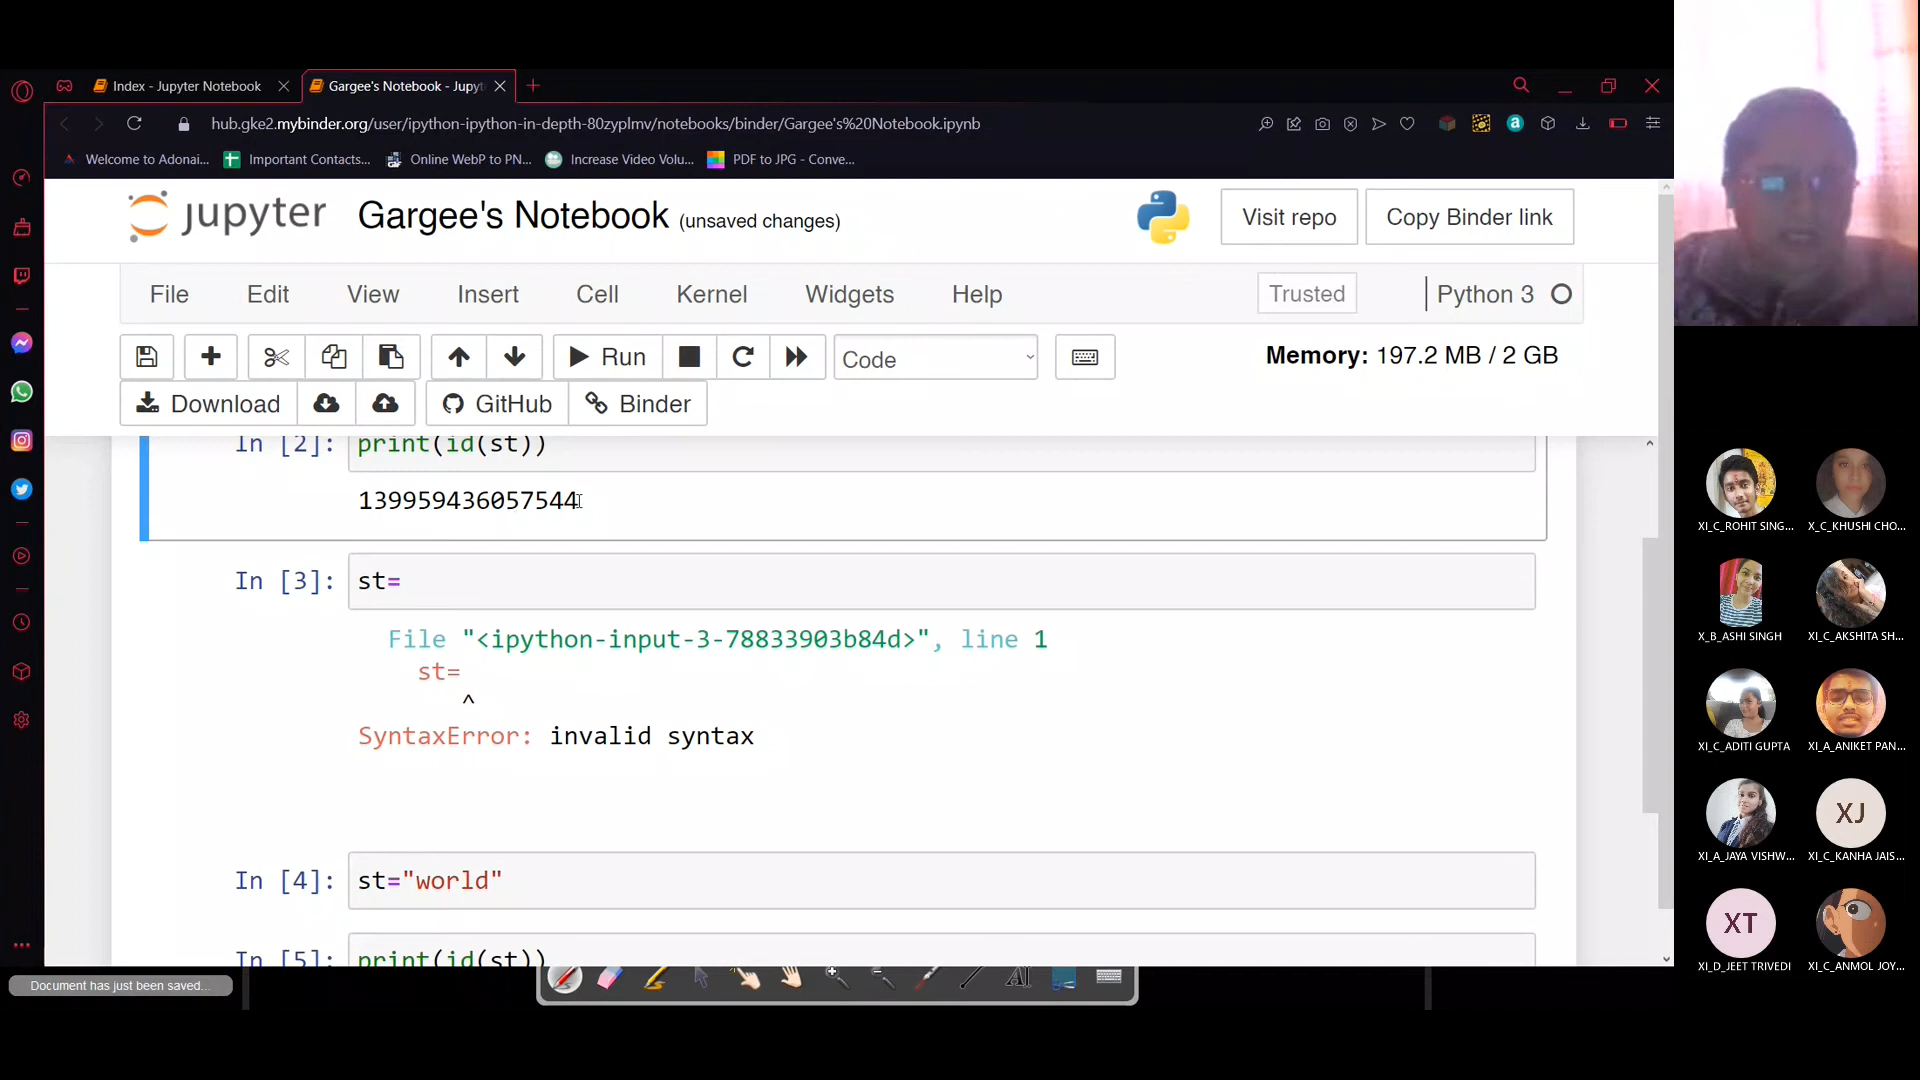 Index - Jupyter Notebook
Gargee's Notebook - Jupyt
hub.gke2.mybinder.org/user/ipython-ipython-in-depth-80zyplmv/notebooks/binder/Gargee's%20Notebook.ipynb
Welcome to Adonai...
Important Contacts...
Online WebP to PN...
Increase Video Volu...
PDF to JPG - Conve...
jupyter
Gargee's Notebook (unsaved changes)
Visit repo
Copy Binder link
File
Edit
View
Insert
Cell
Kernel
Widgets
Help
Trusted
Python 3
Run
Code
Memory: 197.2 MB / 2 GB
Download
GitHub
Binder
In [2]: print(id(st))
139959436057544
In [3]: st=
File "<ipython-input-3-78833903b84d>", line 1
st=
^
SyntaxError: invalid syntax
In [4]: st="world"
In [5]: print(id(st))
Document has just been saved...
XI_C_ROHIT SING...
X_C_KHUSHI CHO...
X_B_ASHI SINGH
XI_C_AKSHITA SH...
XI_C_ADITI GUPTA
XI_A_ANIKET PAN...
XI_A_JAYA VISHW...
XJ
XI_C_KANHA JAIS...
XT
XI_D_JEET TRIVEDI
XI_C_ANMOL JOY...